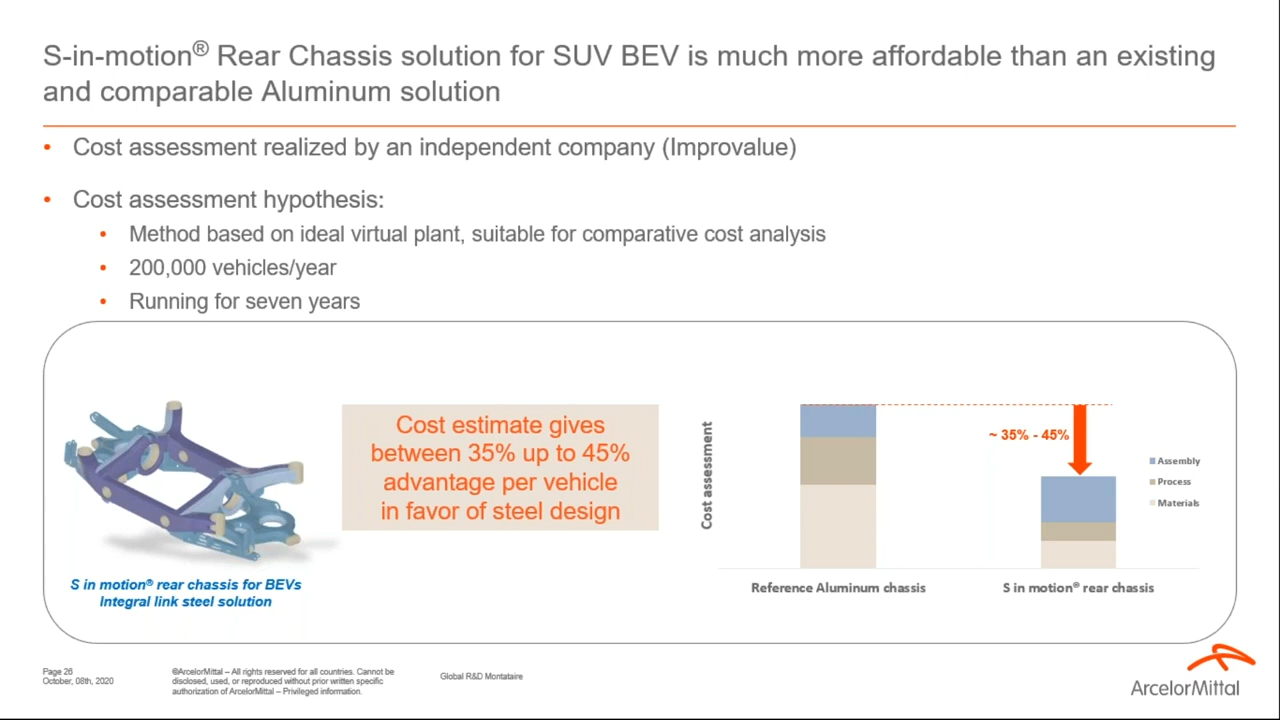 S-in-motion® Rear Chassis solution for SUV BEV is much more affordable than an existing
and comparable Aluminum solution
• Cost assessment realized by an independent company (Improvalue)
• Cost assessment hypothesis:
• Method based on ideal virtual plant, suitable for comparative cost analysis
• 200,000 vehicles/year
• Running for seven years
Cost estimate gives
between 35% up to 45%
advantage per vehicle
in favor of steel design
S in motion® rear chassis for BEVs
Integral link steel solution
Cost assessment
~ 35% - 45%
Assembly
Process
Materials
Reference Aluminum chassis
S in motion® rear chassis
Page 26
October, 08th, 2020
©ArcelorMittal – All rights reserved for all countries. Cannot be
disclosed, used, or reproduced without prior written specific
authorization of ArcelorMittal – Privileged information.
Global R&D Montataire
ArcelorMittal